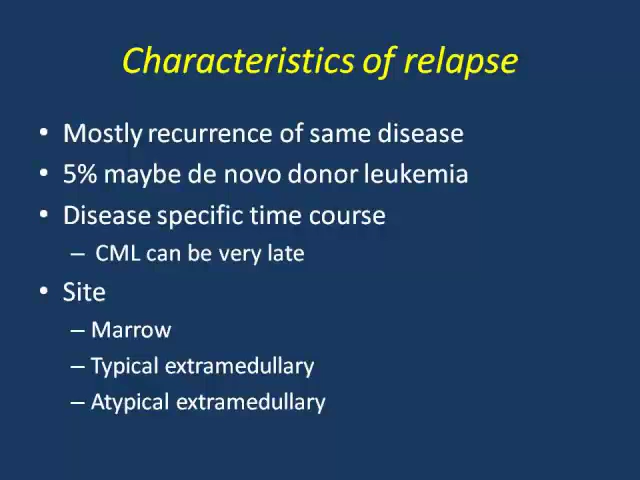 Characteristics of relapse
• Mostly recurrence of same disease
• 5% maybe de novo donor leukemia
• Disease specific time course
– CML can be very late
• Site
– Marrow
– Typical extramedullary
– Atypical extramedullary